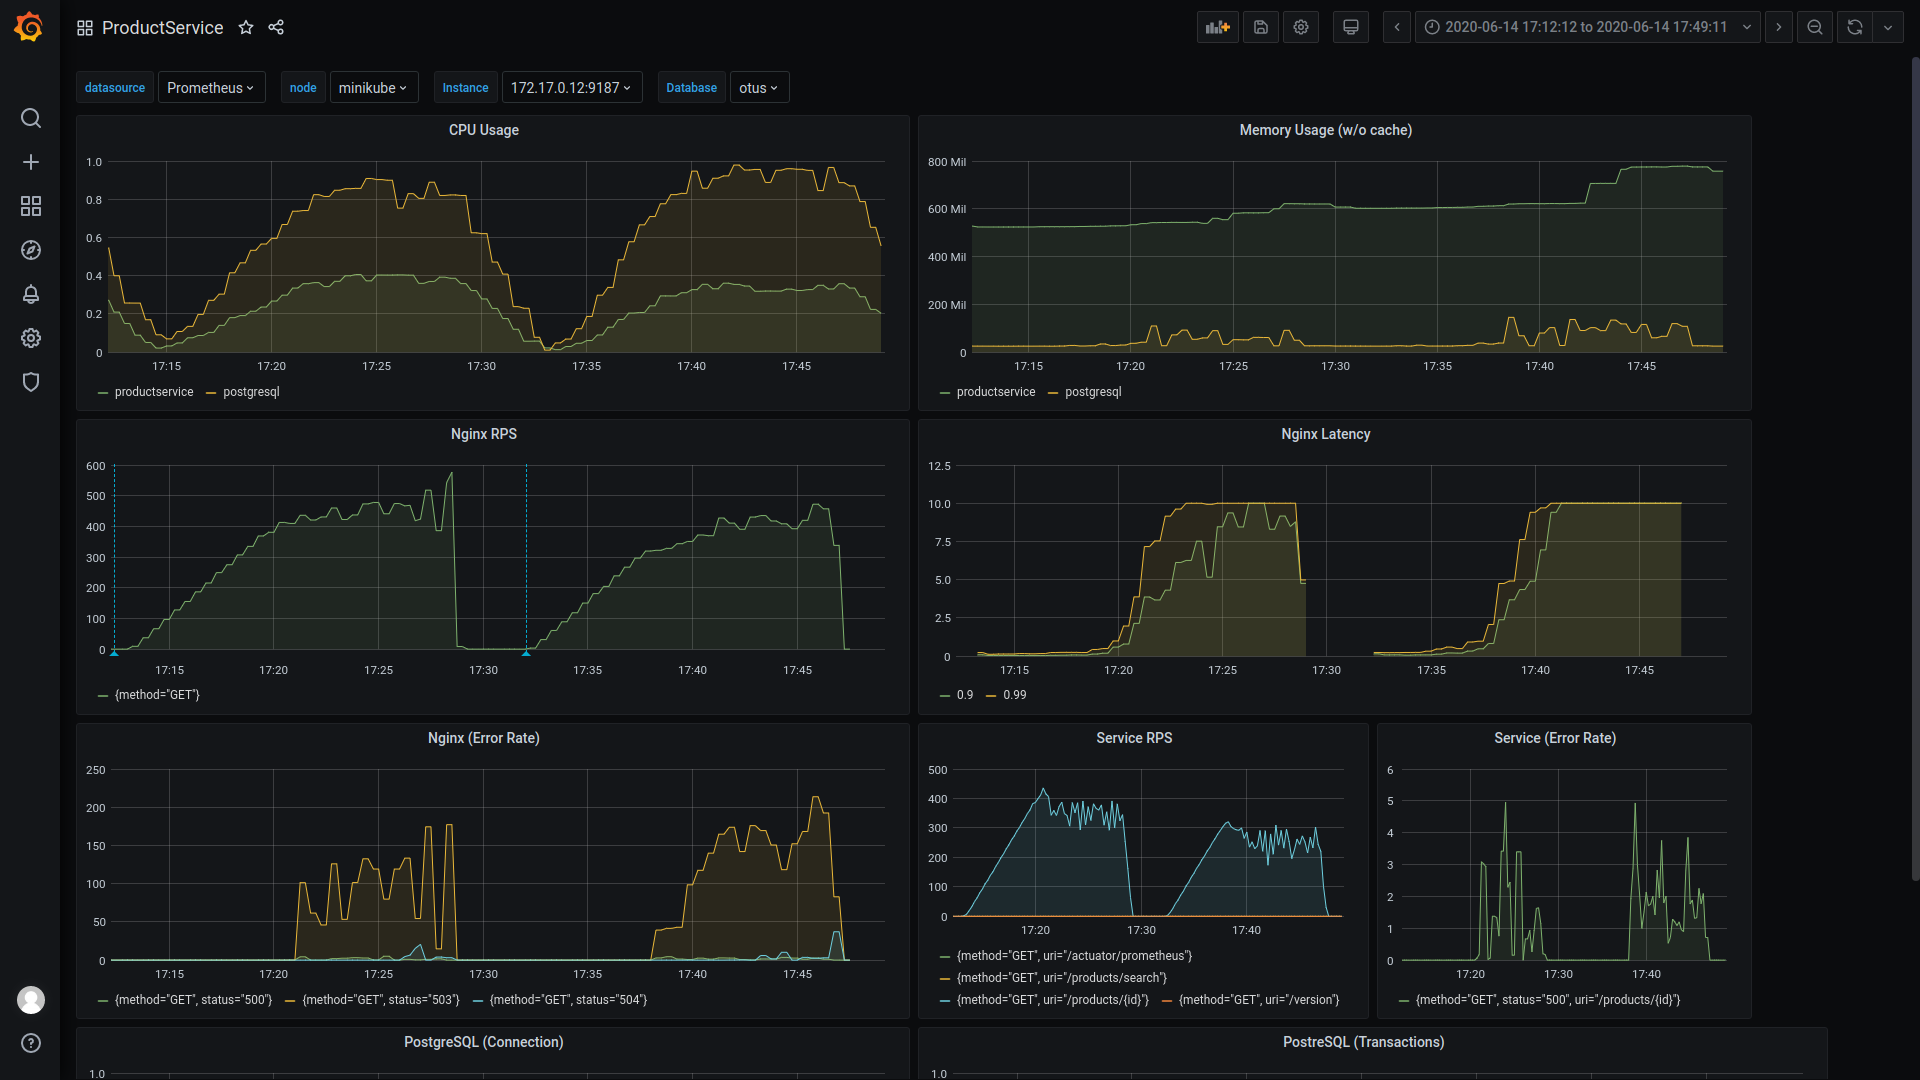 ProductService
2020-06-14 17:12:12 to 2020-06-14 17:49:11
datasource Prometheus node minikube Instance 172.17.0.12:9187 Database otus
CPU Usage
1.0
0.8
0.6
0.4
0.2
0
17:15 17:20 17:25 17:30 17:35 17:40 17:45
productservice postgresql
Memory Usage (w/o cache)
800 Mil
600 Mil
400 Mil
200 Mil
0
17:15 17:20 17:25 17:30 17:35 17:40 17:45
productservice postgresql
Nginx RPS
600
500
400
300
200
100
0
17:15 17:20 17:25 17:30 17:35 17:40 17:45
{method="GET"}
Nginx Latency
12.5
10.0
7.5
5.0
2.5
0
17:15 17:20 17:25 17:30 17:35 17:40 17:45
0.9 0.99
Nginx (Error Rate)
250
200
150
100
50
0
17:15 17:20 17:25 17:30 17:35 17:40 17:45
{method="GET", status="500"} {method="GET", status="503"} {method="GET", status="504"}
Service RPS
500
400
300
200
100
0
17:20 17:30 17:40
{method="GET", uri="/actuator/prometheus"}
{method="GET", uri="/products/search"}
{method="GET", uri="/products/{id}"} {method="GET", uri="/version"}
Service (Error Rate)
6
5
4
3
2
1
0
17:20 17:30 17:40
{method="GET", status="500", uri="/products/{id}"}
PostgreSQL (Connection)
1.0
PostreSQL (Transactions)
1.0